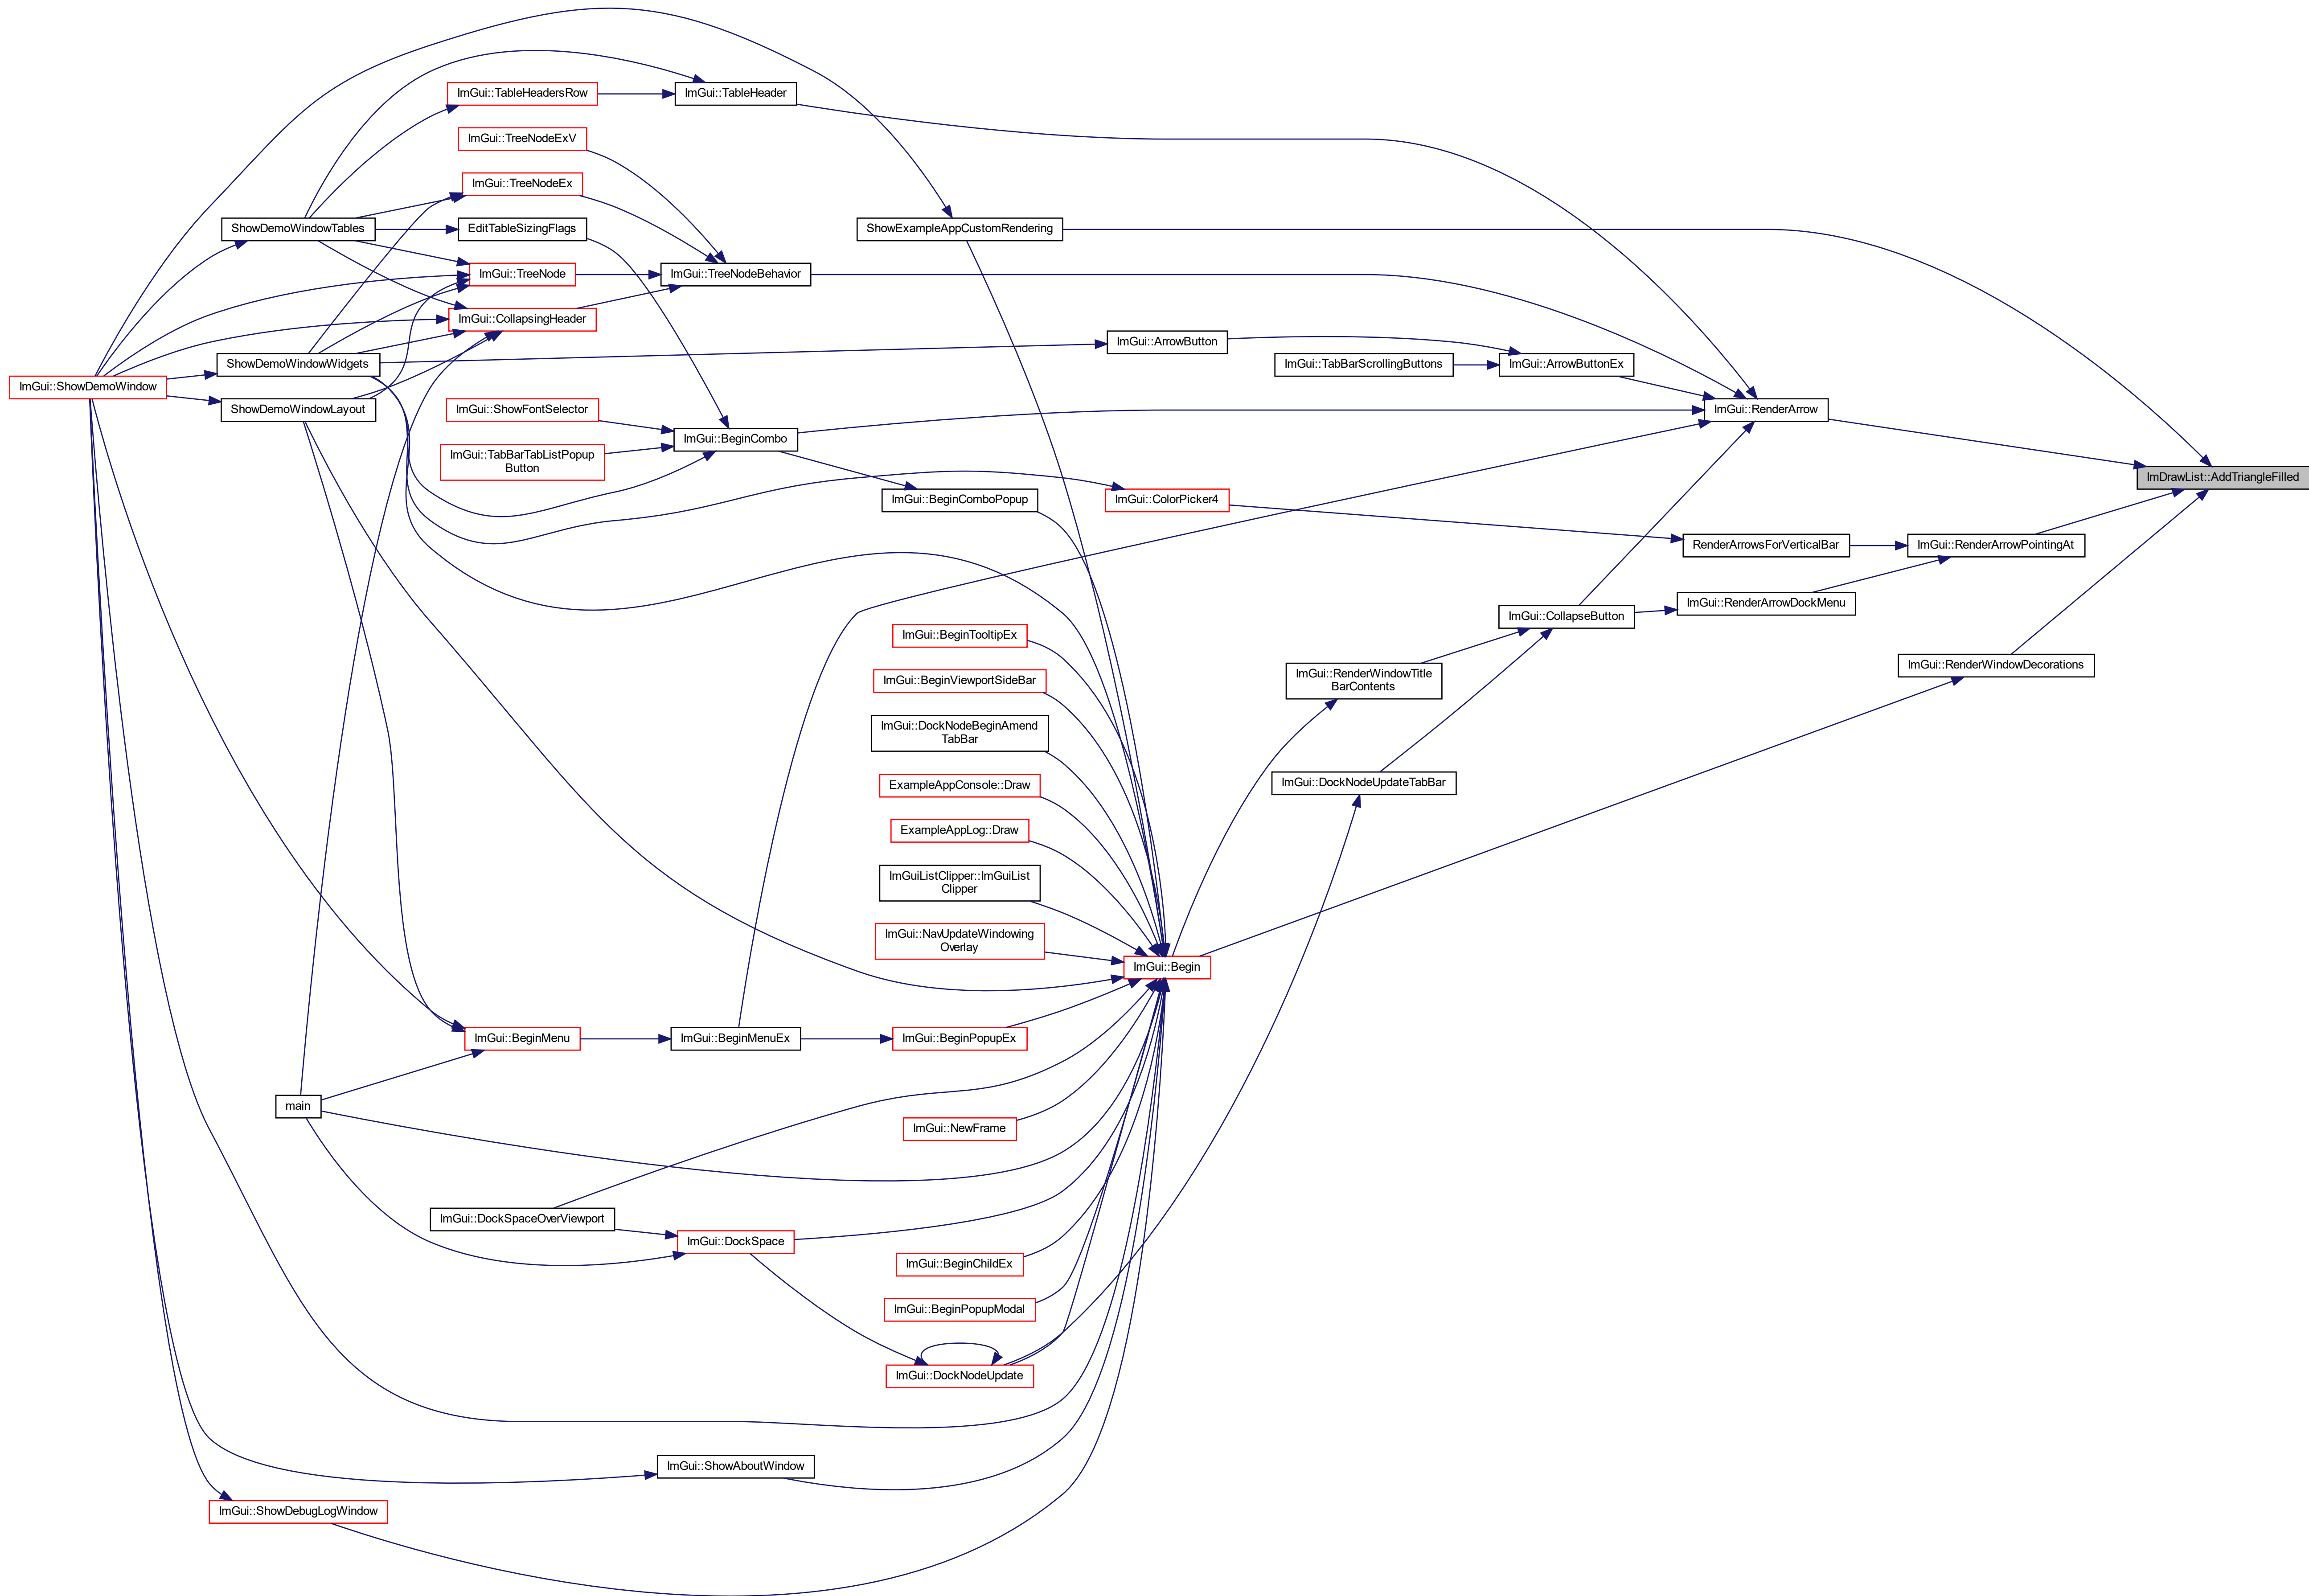 ImGui::TableHeadersRow
ImGui::TableHeader
ImGui::TreeNodeExV
ImGui::TreeNodeEx
ShowDemoWindowTables
EditTableSizingFlags
ShowExampleAppCustomRendering
ImGui::TreeNode
ImGui::TreeNodeBehavior
ImGui::CollapsingHeader
ImGui::ArrowButton
ShowDemoWindowWidgets
ImGui::TabBarScrollingButtons
ImGui::ArrowButtonEx
ImGui::ShowDemoWindow
ShowDemoWindowLayout
ImGui::ShowFontSelector
ImGui::RenderArrow
ImGui::BeginCombo
ImGui::TabBarTabListPopup
Button
ImDrawList::AddTriangleFilled
ImGui::BeginComboPopup
ImGui::ColorPicker4
RenderArrowsForVerticalBar
ImGui::RenderArrowPointingAt
ImGui::RenderArrowDockMenu
ImGui::CollapseButton
ImGui::BeginTooltipEx
ImGui::RenderWindowDecorations
ImGui::BeginViewportSideBar
ImGui::RenderWindowTitle
BarContents
ImGui::DockNodeBeginAmend
TabBar
ExampleAppConsole::Draw
ImGui::DockNodeUpdateTabBar
ExampleAppLog::Draw
ImGuiListClipper::ImGuiList
Clipper
ImGui::NavUpdateWindowing
Overlay
ImGui::Begin
ImGui::BeginMenu
ImGui::BeginMenuEx
ImGui::BeginPopupEx
main
ImGui::NewFrame
ImGui::DockSpaceOverViewport
ImGui::DockSpace
ImGui::BeginChildEx
ImGui::BeginPopupModal
ImGui::DockNodeUpdate
ImGui::ShowAboutWindow
ImGui::ShowDebugLogWindow